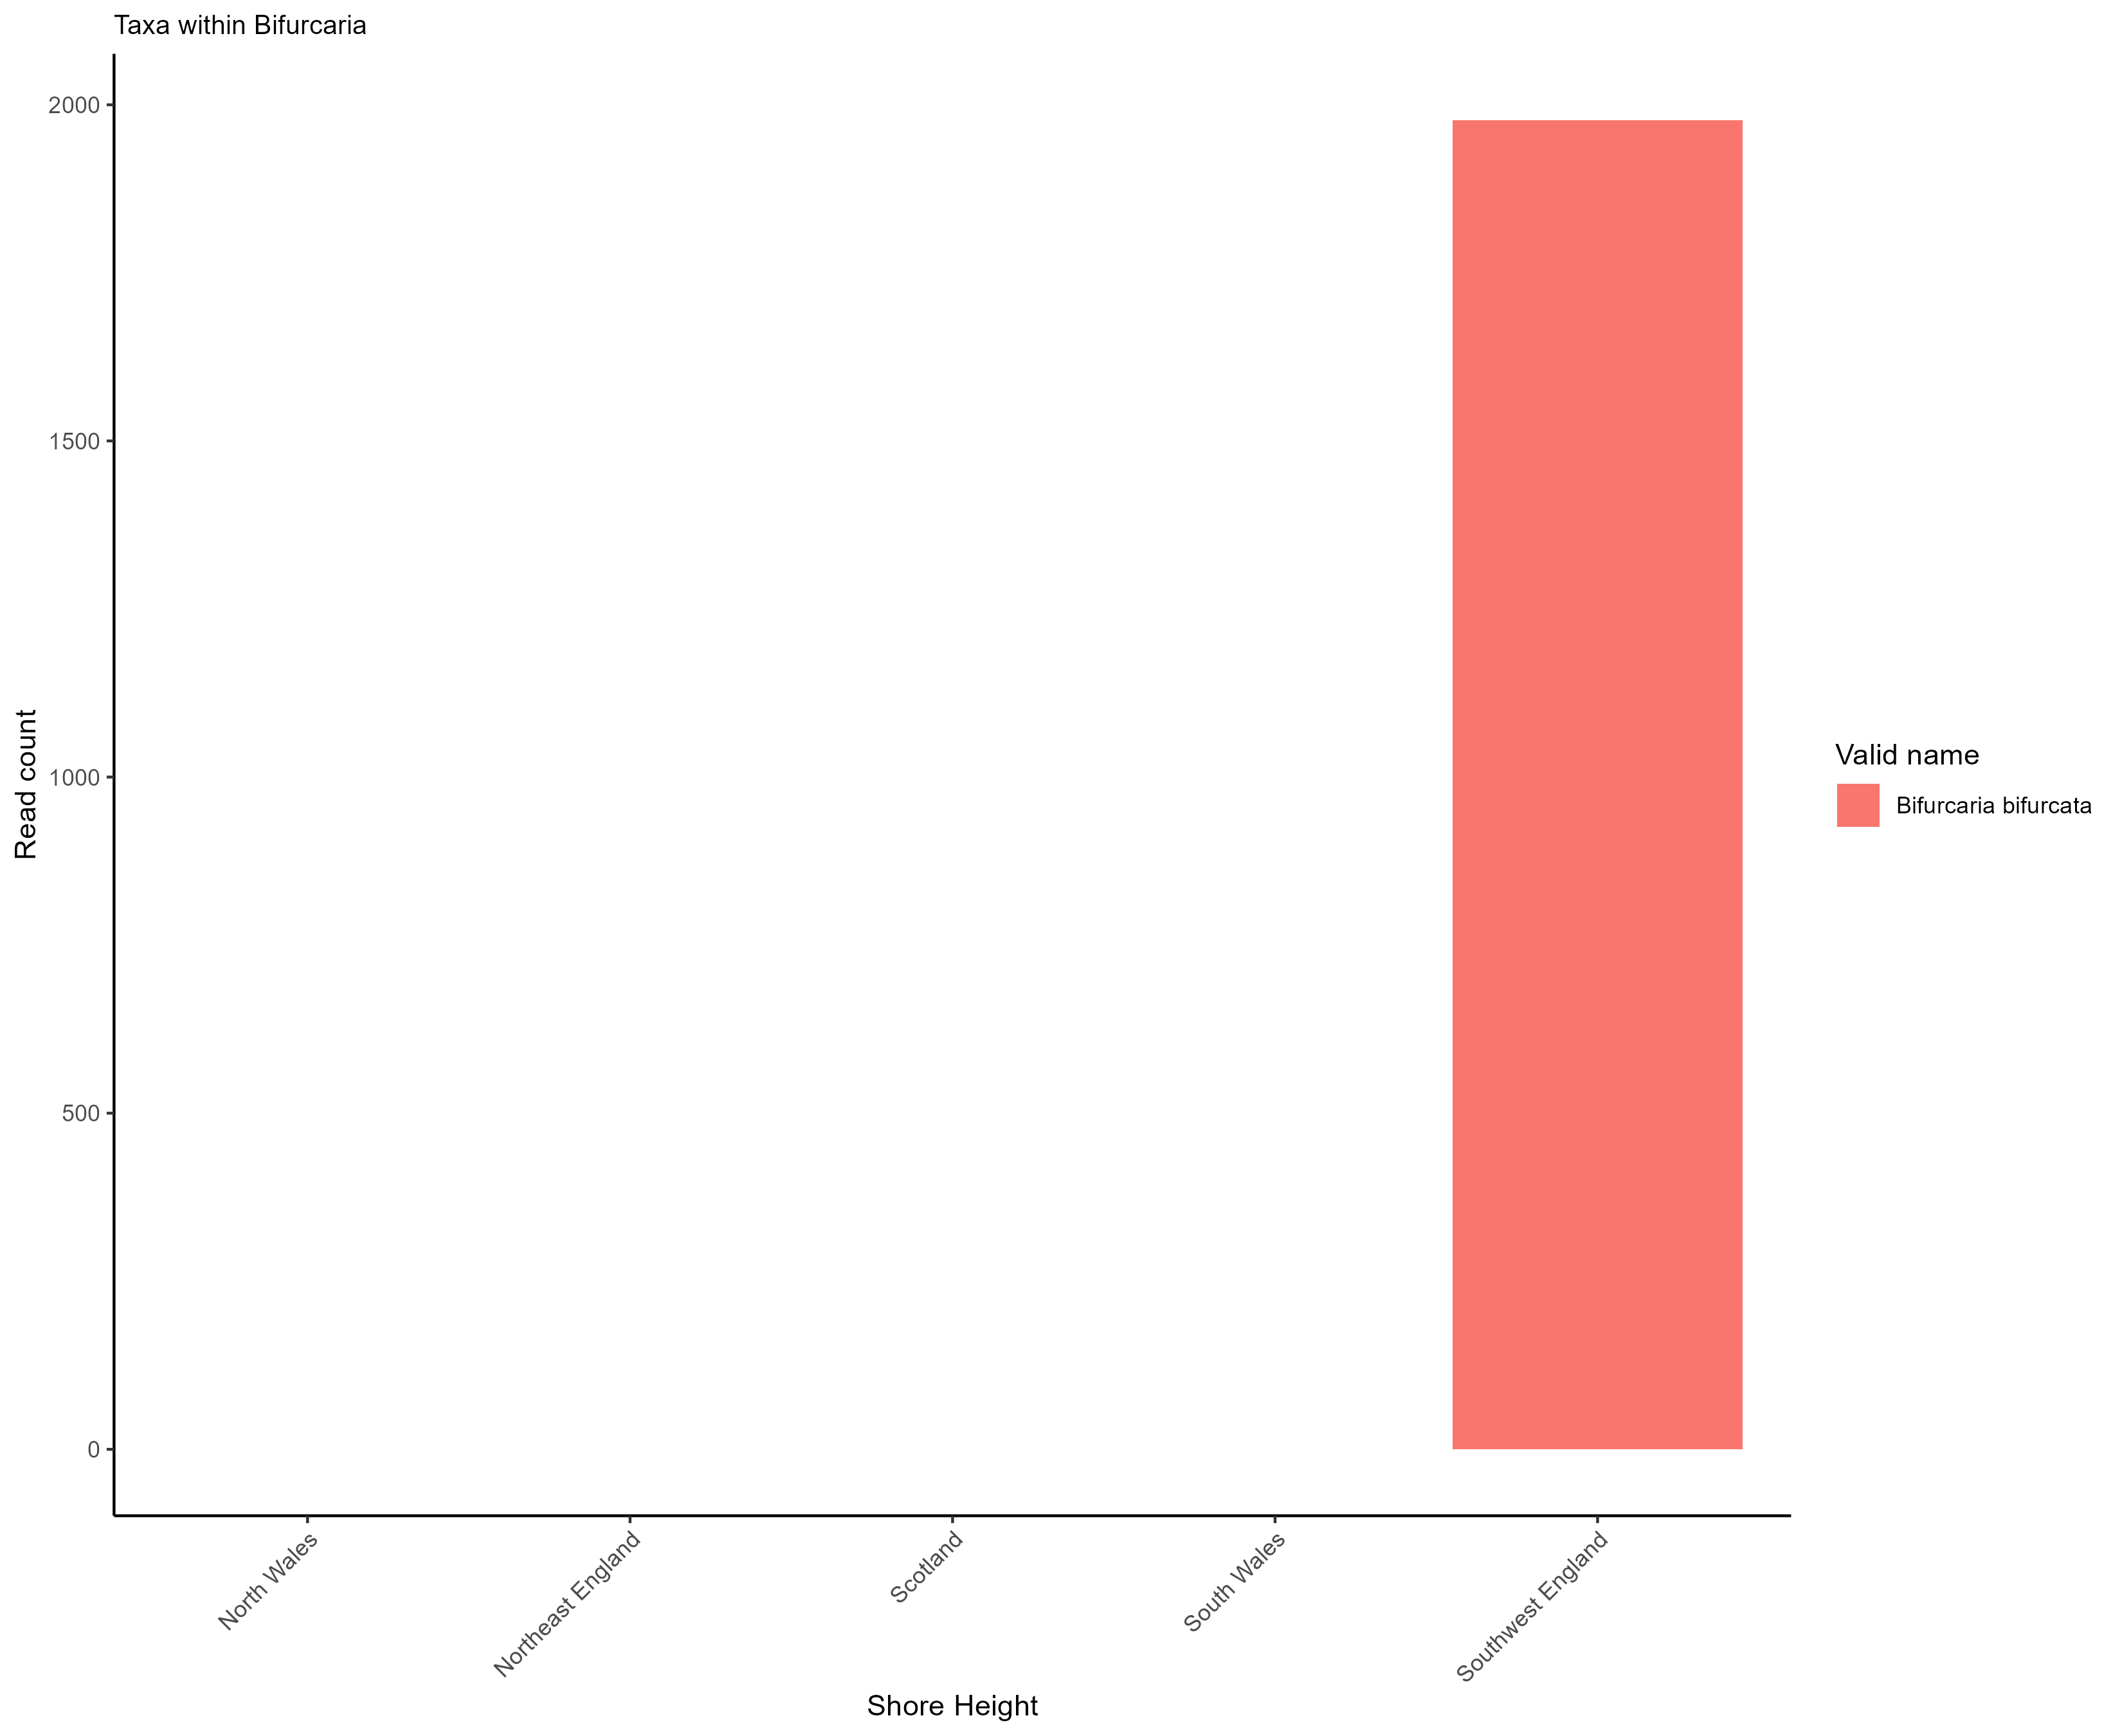 Taxa within Bifurcaria
2000
1500
1000
500
0
Read count
North Wales
Northeast England
Scotland
South Wales
Southwest England
Shore Height
Valid name
Bifurcaria bifurcata